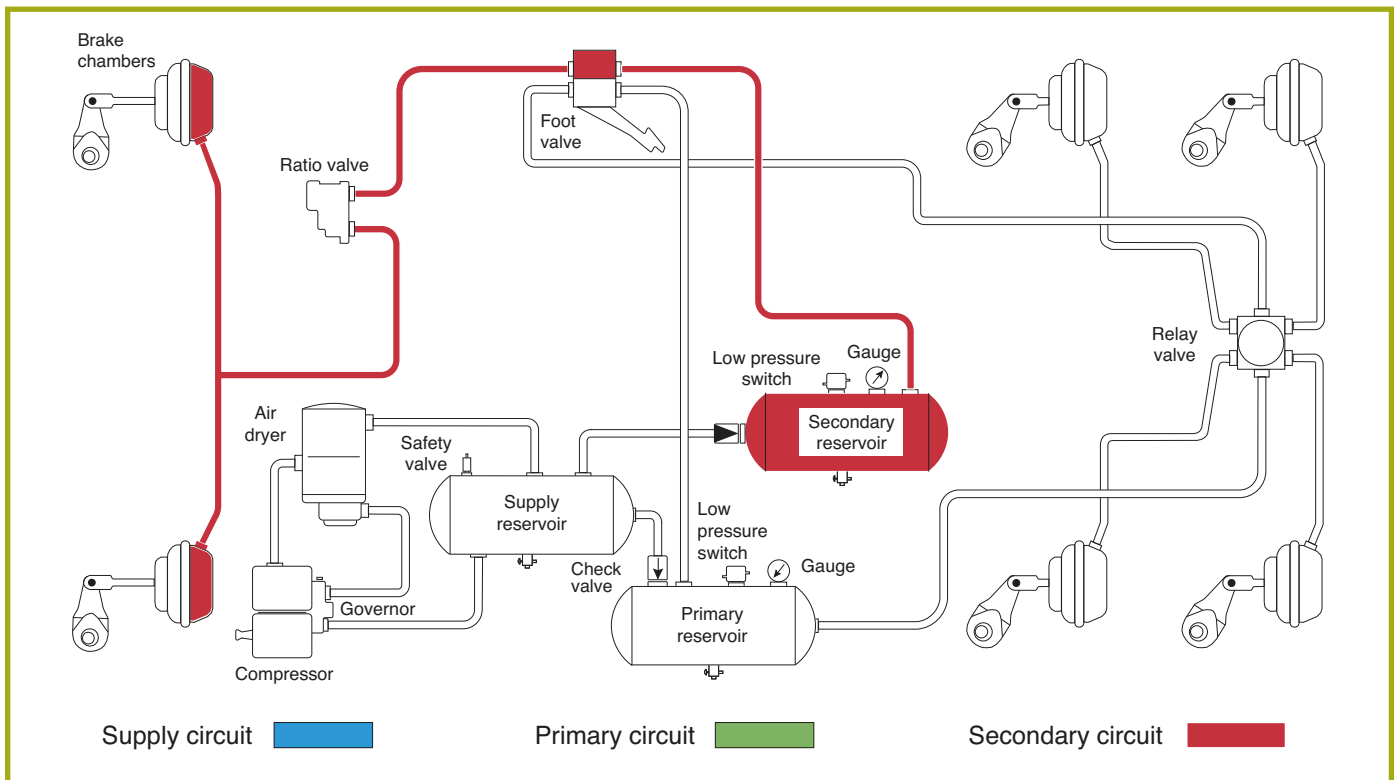 Brake
chambers
Foot
valve
Ratio valve
Relay
valve
Low pressure
switch
Gauge
Secondary
reservoir
Air
dryer
Safety
valve
Supply
reservoir
Low
pressure
switch
Check
valve
Gauge
Primary
reservoir
Governor
Compressor
Supply circuit
Primary circuit
Secondary circuit